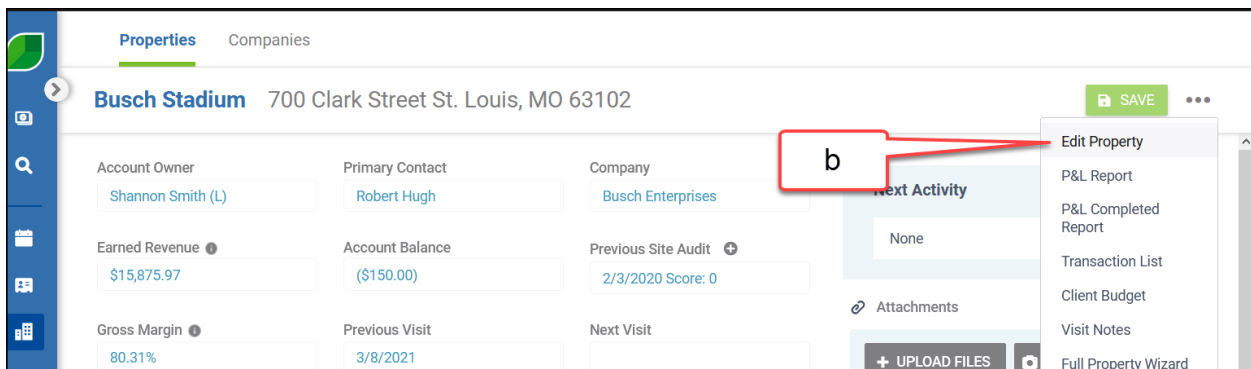 Properties Companies
Busch Stadium 700 Clark Street St. Louis, MO 63102
SAVE
b
Edit Property
P&L Report
P&L Completed
Report
Transaction List
Client Budget
Visit Notes
Full Property Wizard
Account Owner Primary Contact Company
Shannon Smith (L) Robert Hugh Busch Enterprises
Earned Revenue Account Balance Previous Site Audit
$15,875.97 ($150.00) 2/3/2020 Score: 0
Gross Margin Previous Visit Next Visit
80.31% 3/8/2021
Next Activity
None
Attachments
+ UPLOAD FILES